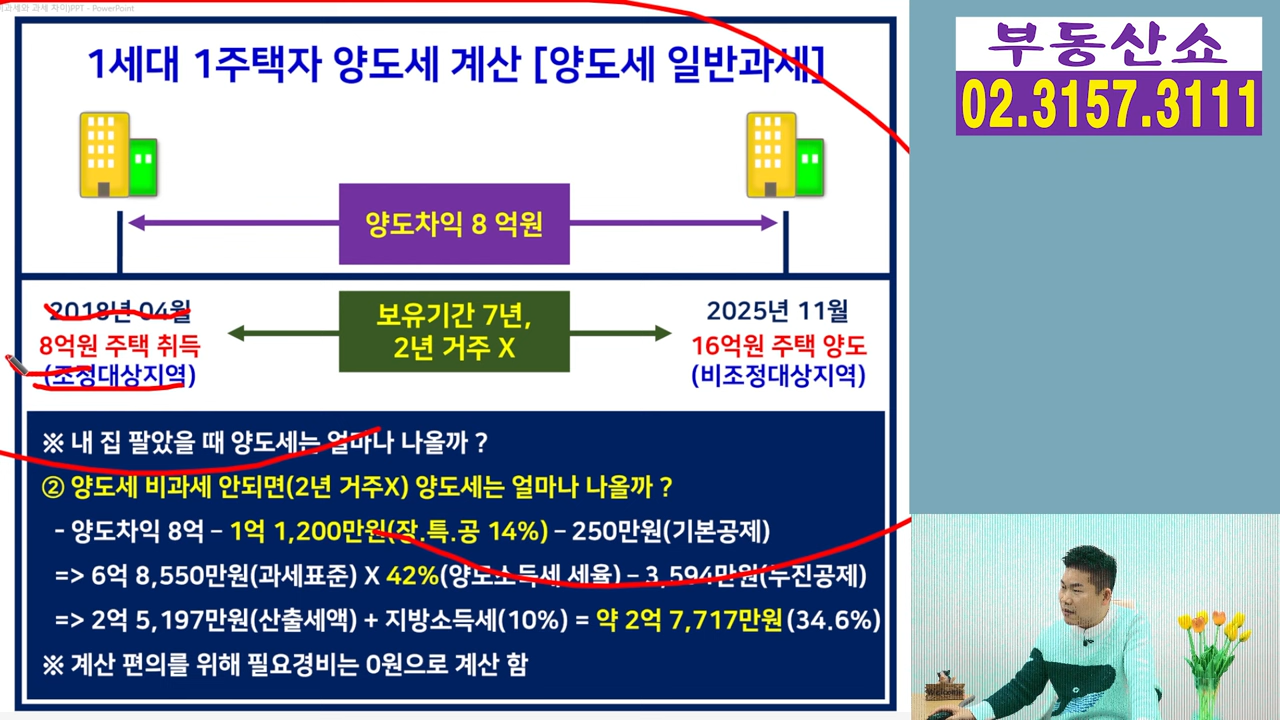 비과세와 과세 차이)PPT - PowerPoint
부동산쇼
02.3157.3111
1세대 1주택자 양도세 계산 [양도세 일반과세]
양도차익 8 억원
2018년 04월
8억원 주택 취득
(조정대상지역)
보유기간 7년,
2년 거주 X
2025년 11월
16억원 주택 양도
(비조정대상지역)
※ 내 집 팔았을 때 양도세는 얼마나 나올까 ?
② 양도세 비과세 안되면(2년 거주X) 양도세는 얼마나 나올까 ?
- 양도차익 8억 – 1억 1,200만원(장.특.공 14%) – 250만원(기본공제)
=> 6억 8,550만원(과세표준) X 42%(양도소득세 세율) – 3,594만원(누진공제)
=> 2억 5,197만원(산출세액) + 지방소득세(10%) = 약 2억 7,717만원(34.6%)
※ 계산 편의를 위해 필요경비는 0원으로 계산 함
Welcome